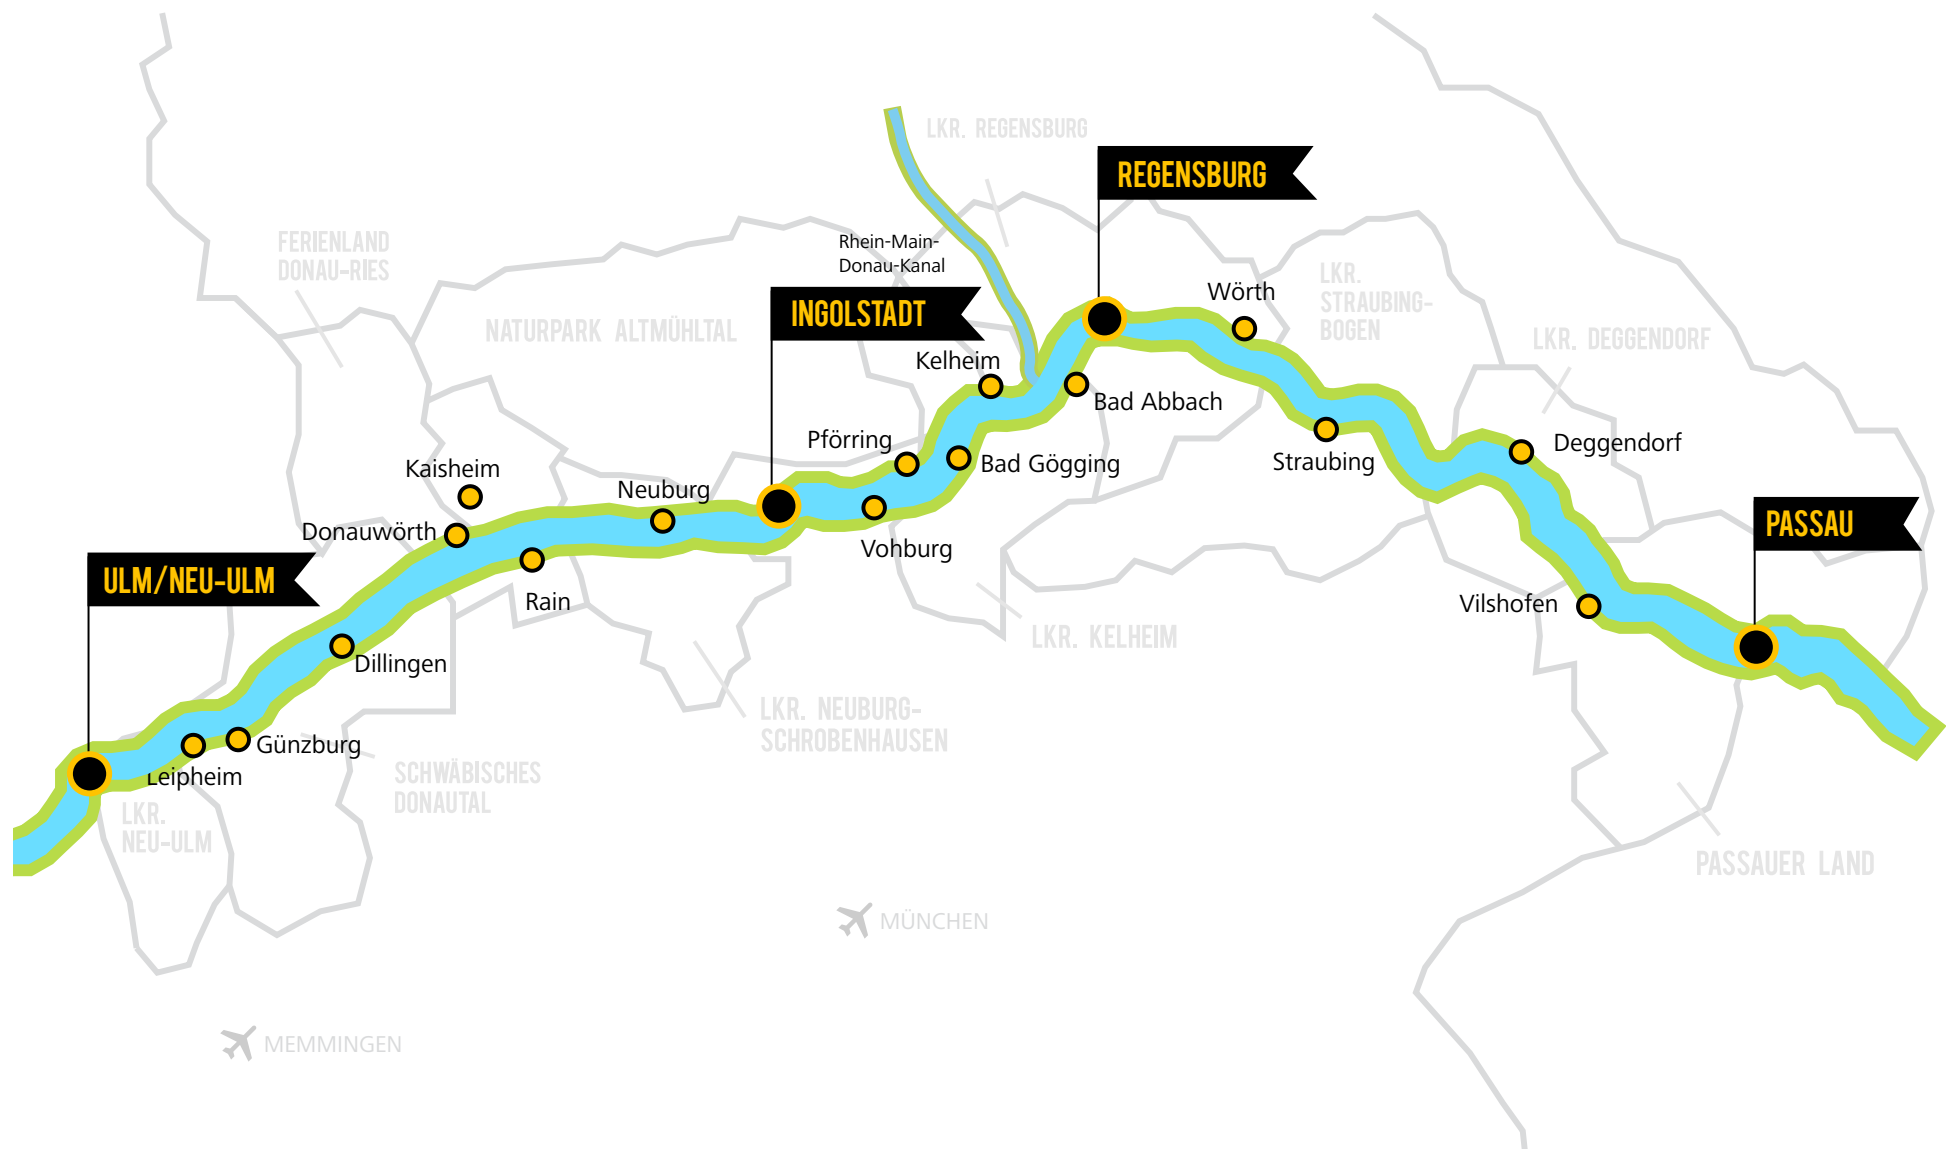 LKR. REGENSBURG
REGENSBURG
FERIENLAND
DONAU-RIES
Rhein-Main-
Donau-Kanal
LKR.
STRAUBING-
BOGEN
Wörth
INGOLSTADT
NATURPARK ALTMÜHLTAL
LKR. DEGGENDORF
Kelheim
Bad Abbach
Pförring
Deggendorf
Straubing
Bad Gögging
Kaisheim
Neuburg
PASSAU
Donauwörth
Vohburg
ULM/NEU-ULM
Rain
Vilshofen
LKR. KELHEIM
Dillingen
LKR. NEUBURG-
SCHROBENHAUSEN
Günzburg
Leipheim
SCHWÄBISCHES
DONAUTAL
LKR.
NEU-ULM
PASSAUER LAND
MÜNCHEN
MEMMINGEN